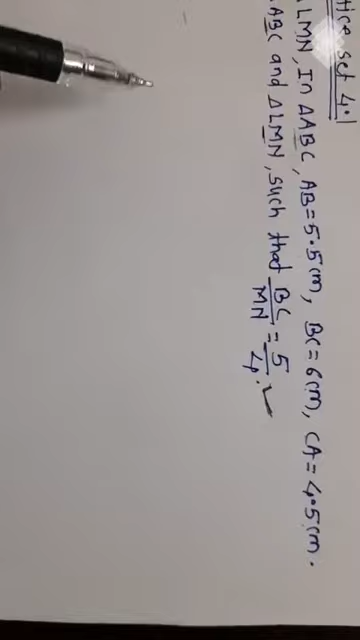 set 4.1
LMN, In ΔABC, AB=5.5cm, BC=6cm, CA=4.5cm.
ABC and ΔLMN, such that BC/MN = 5/4.